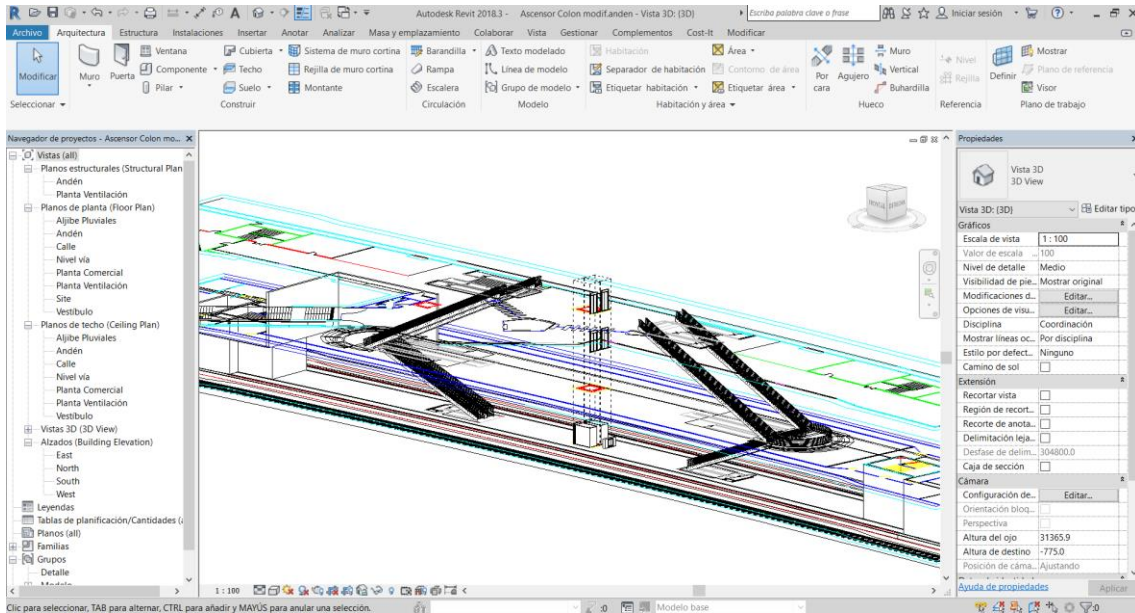 Autodesk Revit 2018.3 - Ascensor Colon modif.anden - Vista 3D: {3D}
Escriba palabra clave o frase
Iniciar sesión
Archivo Arquitectura Estructura Instalaciones Insertar Anotar Analizar Masa y emplazamiento Colaborar Vista Gestionar Complementos Cost-It Modificar
Modificar
Muro
Puerta
Ventana
Componente
Pilar
Cubierta
Techo
Suelo
Sistema de muro cortina
Rejilla de muro cortina
Montante
Barandilla
Rampa
Escalera
Texto modelado
Línea de modelo
Grupo de modelo
Habitación
Separador de habitación
Etiquetar habitación
Área
Contorno de área
Etiquetar área
Por cara
Agujero
Muro
Vertical
Buhardilla
Nivel
Rejilla
Definir
Mostrar
Plano de referencia
Visor
Seleccionar Construir Circulación Modelo Habitación y área Hueco Referencia Plano de trabajo
Navegador de proyectos - Ascensor Colon mo...
Vistas (all)
Planos estructurales (Structural Plan
Andén
Planta Ventilación
Planos de planta (Floor Plan)
Aljibe Pluviales
Andén
Calle
Nivel vía
Planta Comercial
Planta Ventilación
Site
Vestíbulo
Planos de techo (Ceiling Plan)
Aljibe Pluviales
Andén
Calle
Nivel vía
Planta Comercial
Planta Ventilación
Vestíbulo
Vistas 3D (3D View)
Alzados (Building Elevation)
East
North
South
West
Leyendas
Tablas de planificación/Cantidades (
Planos (all)
Familias
Grupos
Detalle
Propiedades
Vista 3D
3D View
Vista 3D: {3D} Editar tipo
Gráficos
Escala de vista 1 : 100
Valor de escala ... 100
Nivel de detalle Medio
Visibilidad de pie... Mostrar original
Modificaciones d... Editar...
Opciones de visu... Editar...
Disciplina Coordinación
Mostrar líneas oc... Por disciplina
Estilo por defect... Ninguno
Camino de sol
Extensión
Recortar vista
Región de recort...
Recorte de anota...
Delimitación leja...
Desfase de delim... 304800.0
Caja de sección
Cámara
Configuración de... Editar...
Orientación bloq...
Perspectiva
Altura del ojo 31365.9
Altura de destino -775.0
Posición de cáma... Ajustando
Ayuda de propiedades Aplicar
1 : 100
Clic para seleccionar, TAB para alternar, CTRL para añadir y MAYÚS para anular una selección. :0 Modelo base :0